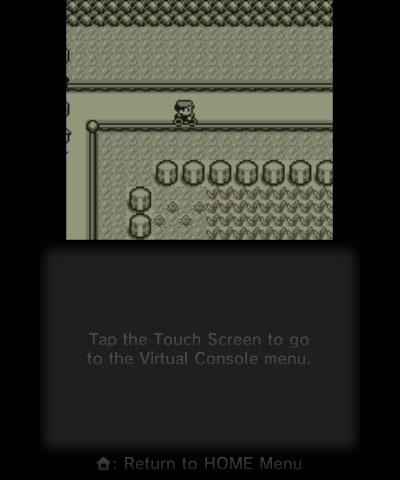 Tap the Touch Screen to go
to the Virtual Console menu.
: Return to HOME Menu